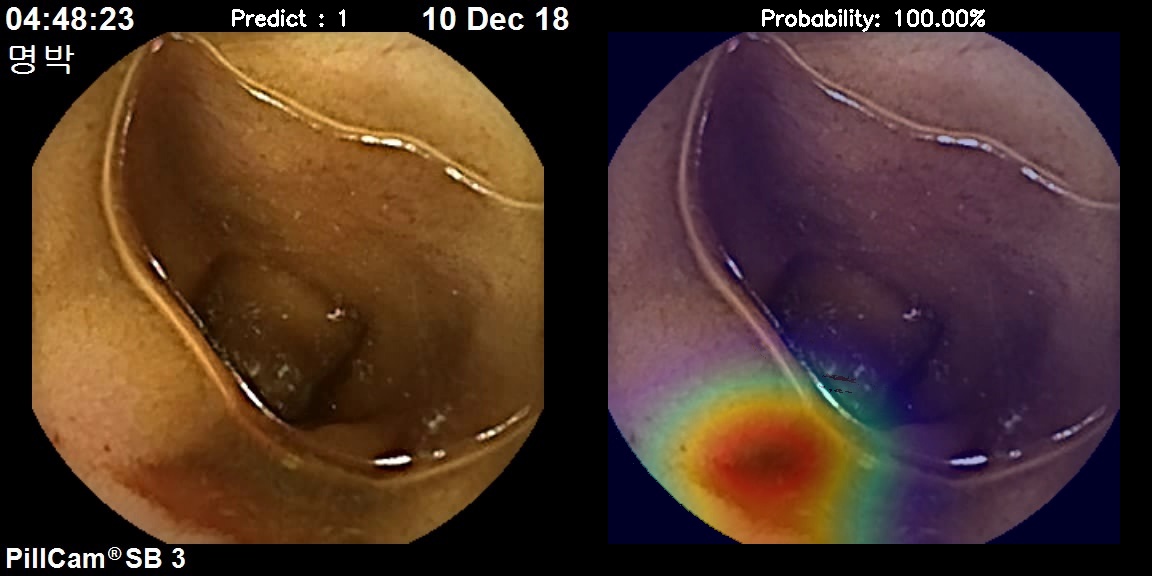 04:48:23
Predict : 1
10 Dec 18
Probability: 100.00%
명박
PillCam® SB 3